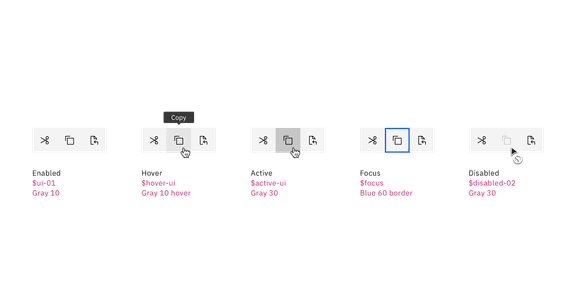 Copy
Enabled
$ui-01
Gray 10
Hover
$hover-ui
Gray 10 hover
Active
$active-ui
Gray 30
Focus
$focus
Blue 60 border
Disabled
$disabled-02
Gray 30